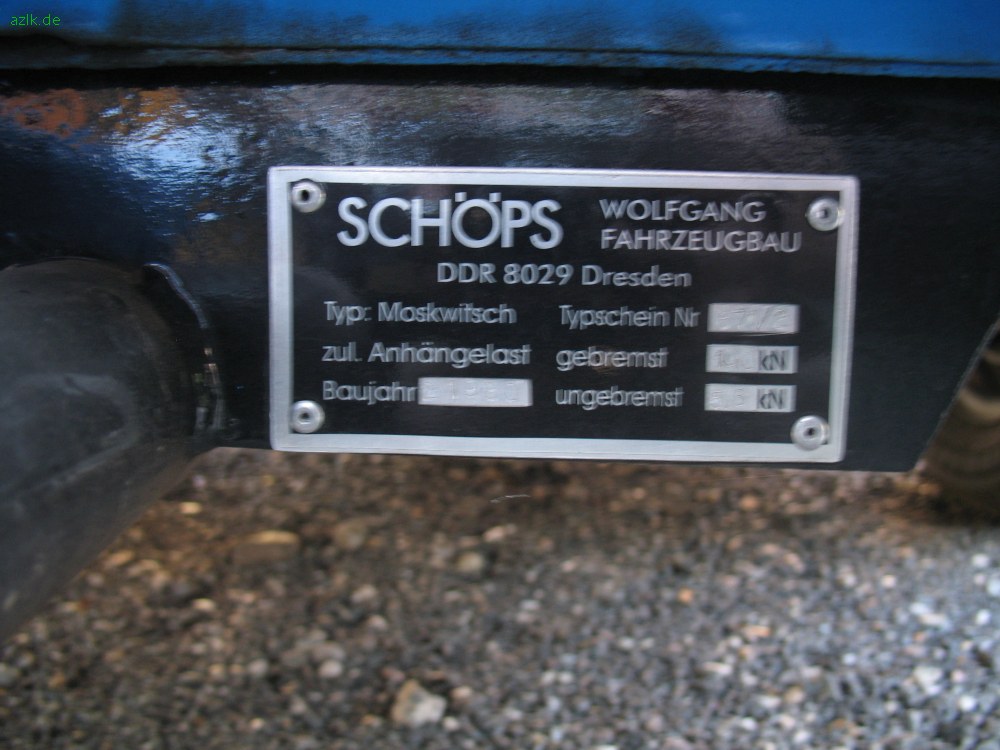 azlk.de
SCHÖPS WOLFGANG FAHRZEUGBAU
DDR 8029 Dresden
Typ: Moskwitsch Typschein Nr
zul. Anhängelast gebremst kN
Baujahr ungebremst kN